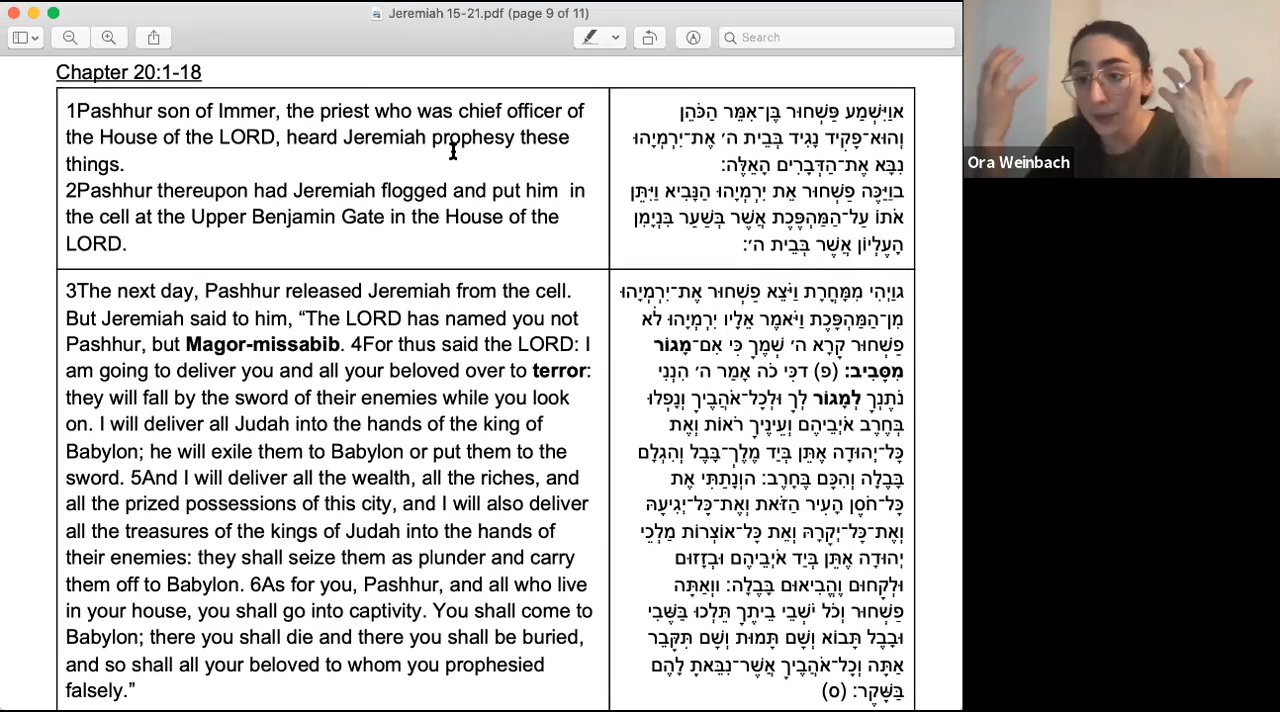 Jeremiah 15-21.pdf (page 9 of 11)
Search
Chapter 20:1-18
1Pashhur son of Immer, the priest who was chief officer of
the House of the LORD, heard Jeremiah prophesy these
things.
2Pashhur thereupon had Jeremiah flogged and put him in
the cell at the Upper Benjamin Gate in the House of the
LORD.
אוַיִּשְׁמַע פַּשְׁחוּר בֶּן־אִמֵּר הַכֹּהֵן
וְהוּא־פָקִיד נָגִיד בְּבֵית ה׳ אֶת־יִרְמְיָהוּ
נִבָּא אֶת־הַדְּבָרִים הָאֵלֶּה׃
בוַיַּכֶּה פַשְׁחוּר אֵת יִרְמְיָהוּ הַנָּבִיא וַיִּתֵּן
אֹתוֹ עַל־הַמַּהְפֶּכֶת אֲשֶׁר בְּשַׁעַר בִּנְיָמִן
הָעֶלְיוֹן אֲשֶׁר בְּבֵית ה׳׃
3The next day, Pashhur released Jeremiah from the cell.
But Jeremiah said to him, “The LORD has named you not
Pashhur, but Magor-missabib. 4For thus said the LORD: I
am going to deliver you and all your beloved over to terror:
they will fall by the sword of their enemies while you look
on. I will deliver all Judah into the hands of the king of
Babylon; he will exile them to Babylon or put them to the
sword. 5And I will deliver all the wealth, all the riches, and
all the prized possessions of this city, and I will also deliver
all the treasures of the kings of Judah into the hands of
their enemies: they shall seize them as plunder and carry
them off to Babylon. 6As for you, Pashhur, and all who live
in your house, you shall go into captivity. You shall come to
Babylon; there you shall die and there you shall be buried,
and so shall all your beloved to whom you prophesied
falsely.”
גוַיְהִי מִמָּחֳרָת וַיֹּצֵא פַשְׁחוּר אֶת־יִרְמְיָהוּ
מִן־הַמַּהְפָּכֶת וַיֹּאמֶר אֵלָיו יִרְמְיָהוּ לֹא
פַשְׁחוּר קָרָא ה׳ שְׁמֶךָ כִּי אִם־מָגוֹר
מִסָּבִיב׃ (פ) דכִּי כֹה אָמַר ה׳ הִנְנִי
נֹתֶנְךָ לְמָגוֹר לְךָ וּלְכָל־אֹהֲבֶיךָ וְנָפְלוּ
בְּחֶרֶב אֹיְבֵיהֶם וְעֵינֶיךָ רֹאוֹת וְאֶת
כָּל־יְהוּדָה אֶתֵּן בְּיַד מֶלֶךְ־בָּבֶל וְהִגְלָם
בָּבֶלָה וְהִכָּם בֶּחָרֶב׃ הוְנָתַתִּי אֶת
כָּל־חֹסֶן הָעִיר הַזֹּאת וְאֶת־כָּל־יְגִיעָהּ
וְאֶת־כָּל־יְקָרָהּ וְאֵת כָּל־אוֹצְרוֹת מַלְכֵי
יְהוּדָה אֶתֵּן בְּיַד אֹיְבֵיהֶם וּבְזָזוּם
וּלְקָחוּם וֶהֱבִיאוּם בָּבֶלָה׃ ווְאַתָּה
פַשְׁחוּר וְכֹל יֹשְׁבֵי בֵיתֶךָ תֵּלְכוּ בַּשֶּׁבִי
וּבָבֶל תָּבוֹא וְשָׁם תָּמוּת וְשָׁם תִּקָּבֵר
אַתָּה וְכָל־אֹהֲבֶיךָ אֲשֶׁר־נִבֵּאתָ לָהֶם
בַּשָּׁקֶר׃ (ס)
Ora Weinbach